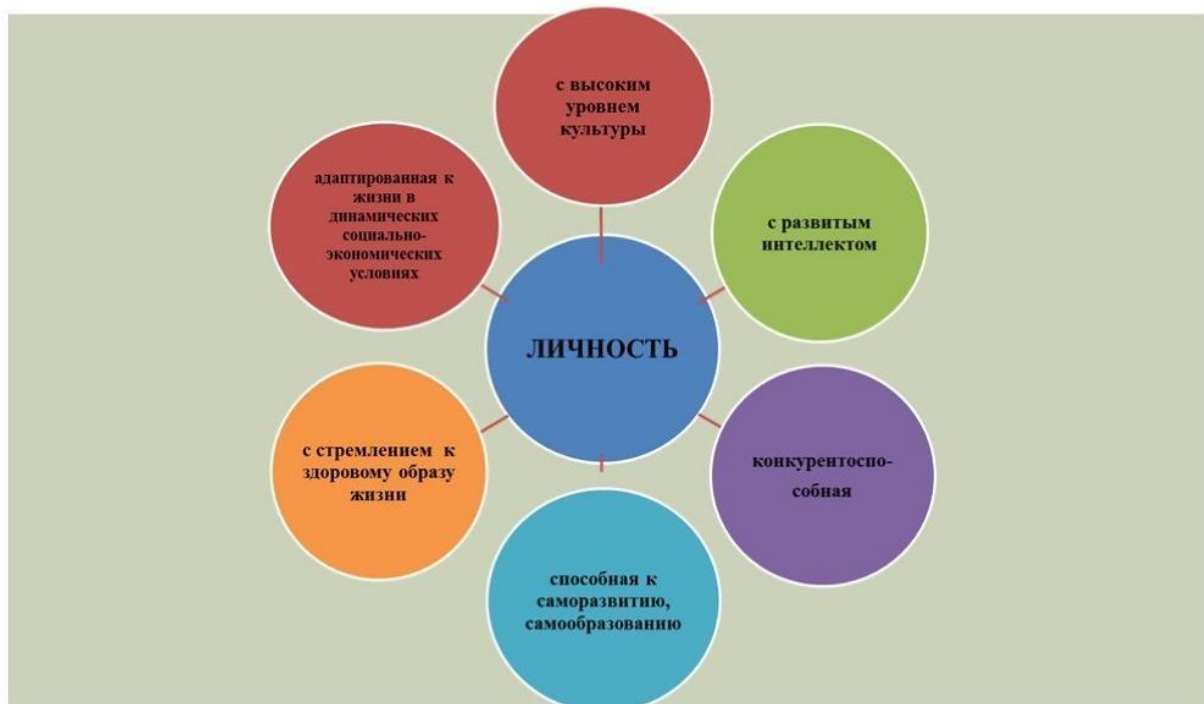 с высоким
уровнем
культуры
с развитым
интеллектом
конкурентоспо-
собная
способная к
саморазвитию,
самообразованию
с стремлением к
здоровому образу
жизни
адаптированная к
жизни в
динамических
социально-
экономических
условиях
ЛИЧНОСТЬ